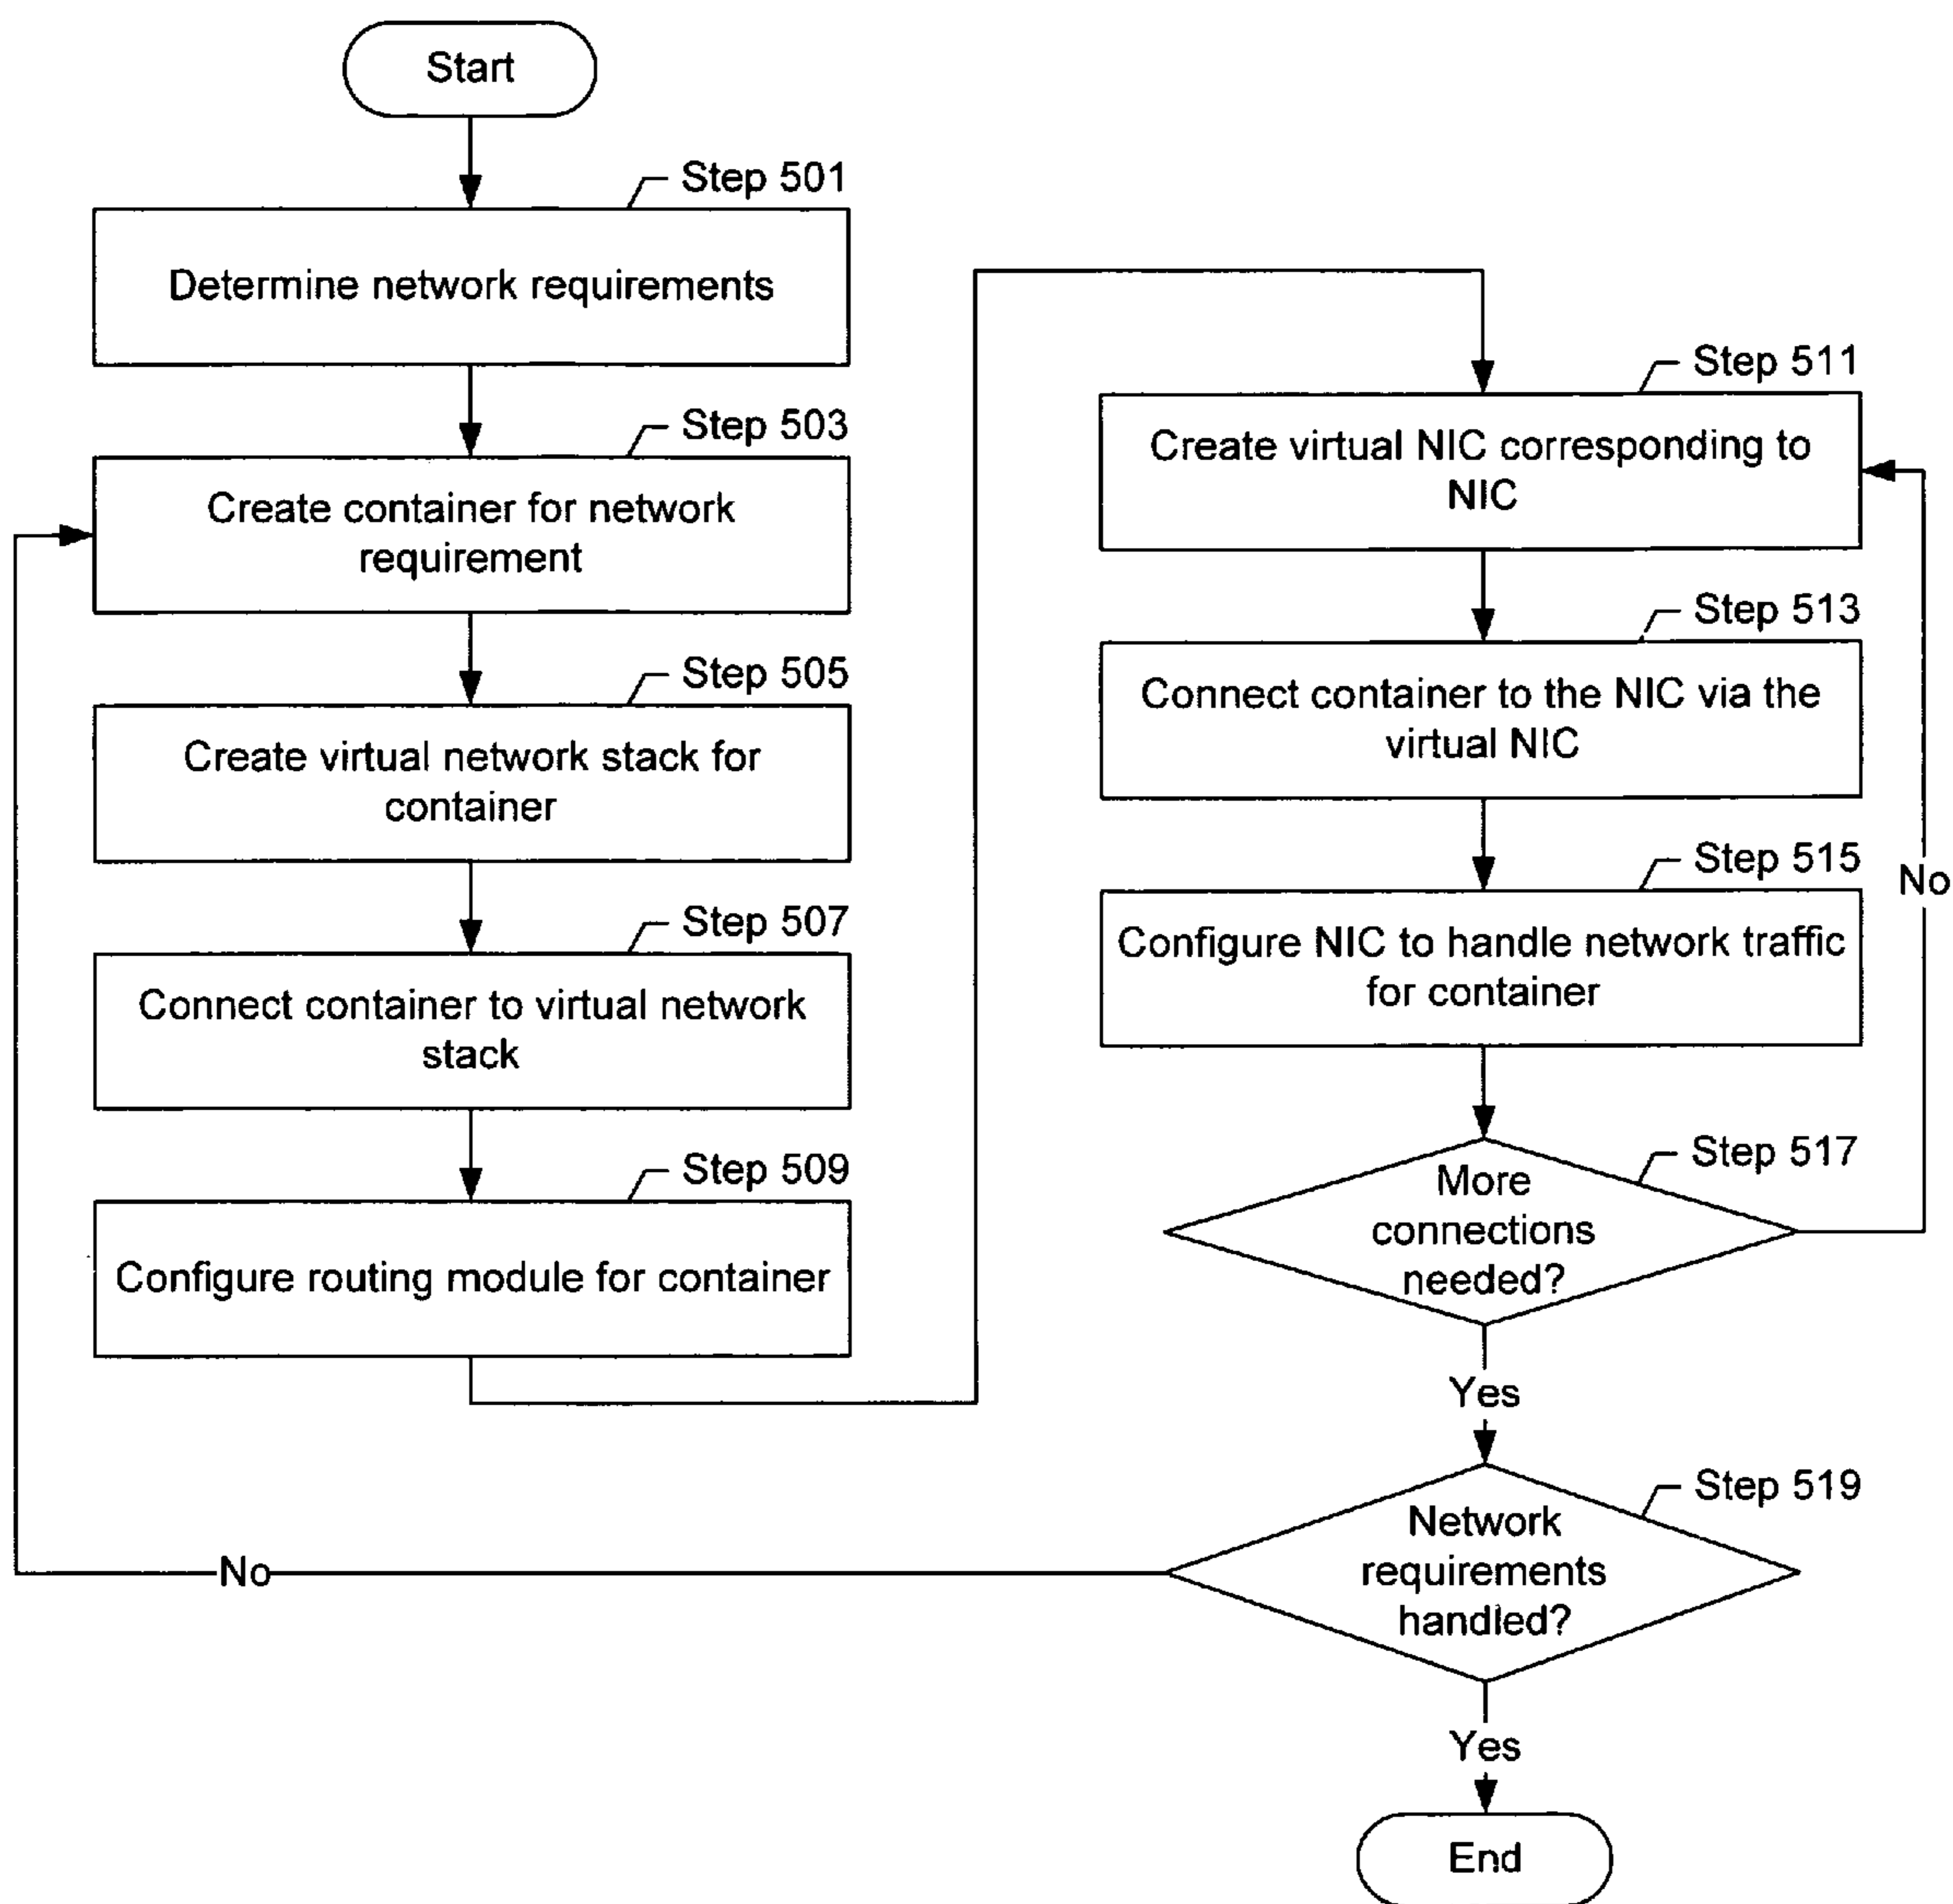 Start
Step 501
Determine network requirements
Step 503
Create container for network
requirement
Step 505
Create virtual network stack for
container
Step 507
Connect container to virtual network
stack
Step 509
Configure routing module for container
Step 511
Create virtual NIC corresponding to
NIC
Step 513
Connect container to the NIC via the
virtual NIC
Step 515
Configure NIC to handle network traffic
for container
No
Step 517
More
connections
needed?
Yes
Step 519
Network
requirements
handled?
No
Yes
End